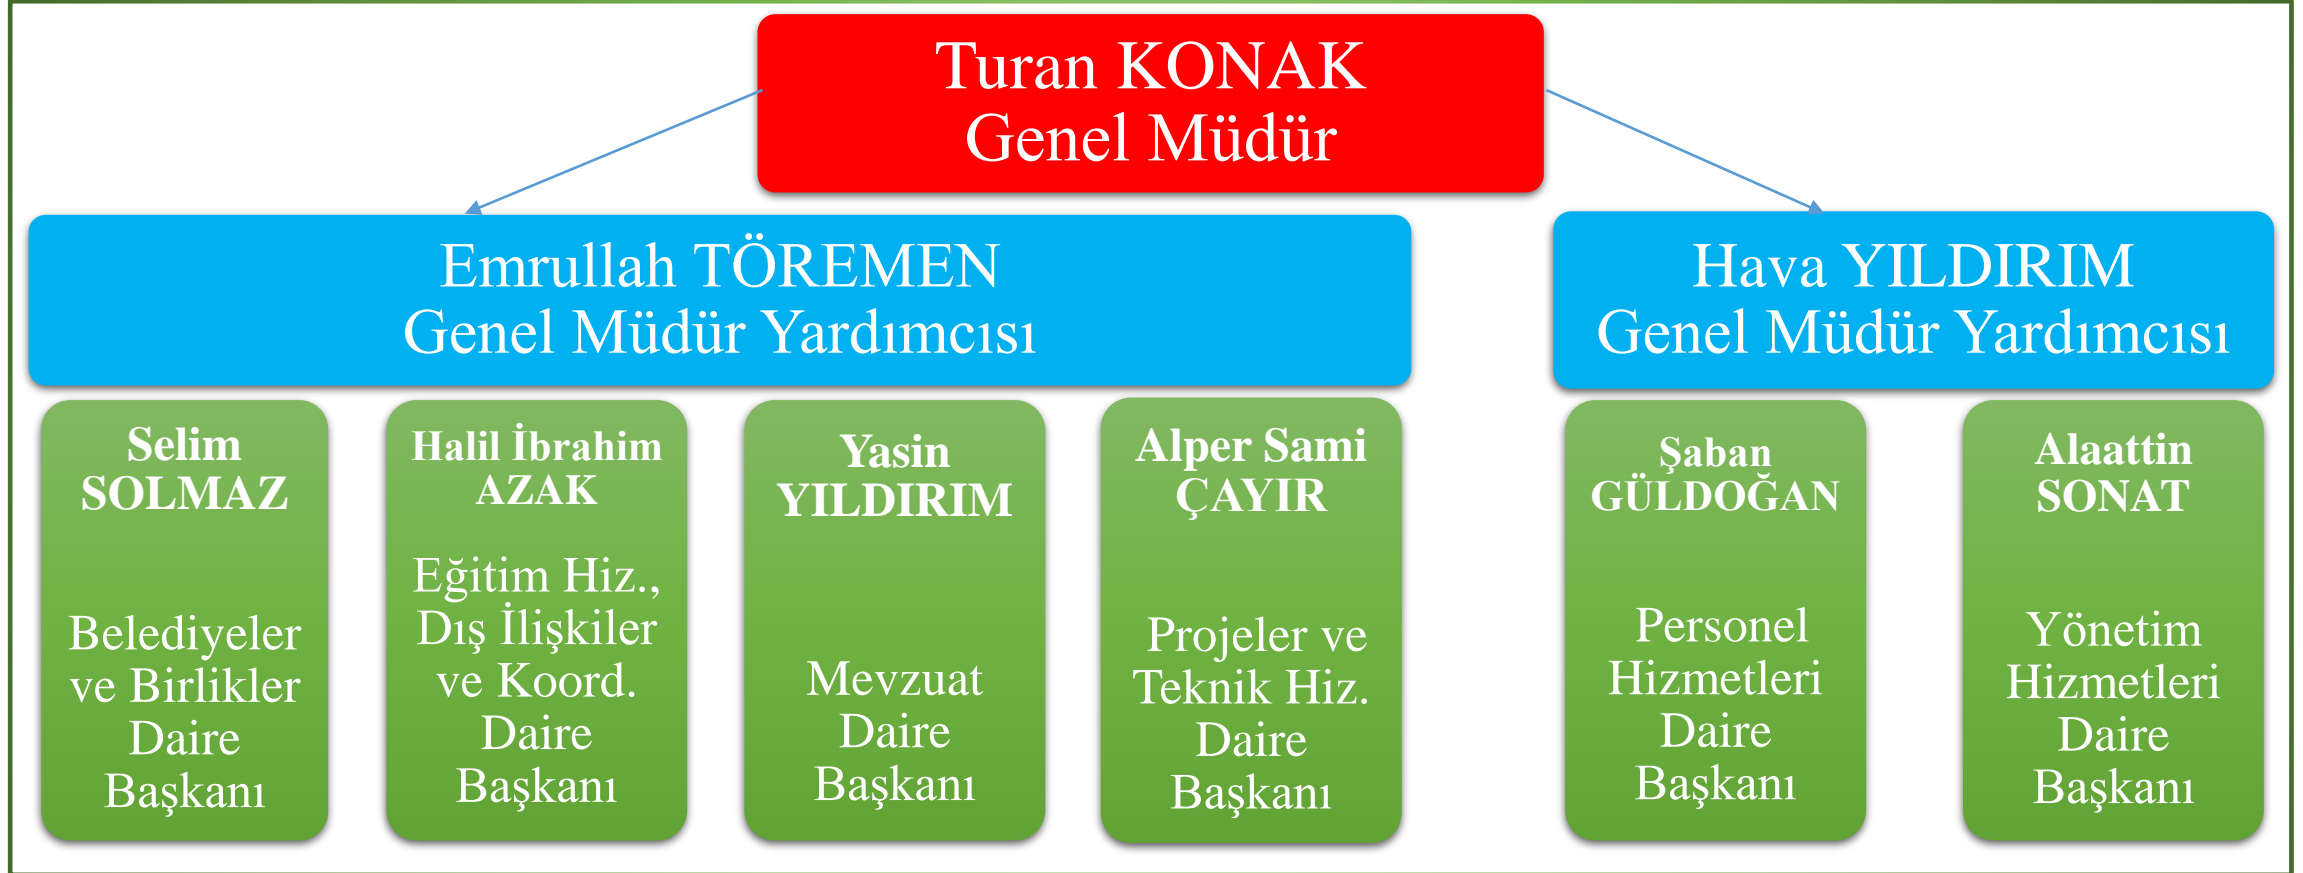 Turan KONAK
Genel Müdür
Emrullah TÖREMEN
Genel Müdür Yardımcısı
Hava YILDIRIM
Genel Müdür Yardımcısı
Selim
SOLMAZ
Belediyeler
ve Birlikler
Daire
Başkanı
Halil İbrahim
AZAK
Eğitim Hiz.,
Dış İlişkiler
ve Koord.
Daire
Başkanı
Yasin
YILDIRIM
Mevzuat
Daire
Başkanı
Alper Sami
ÇAYIR
Projeler ve
Teknik Hiz.
Daire
Başkanı
Şaban
GÜLDOĞAN
Personel
Hizmetleri
Daire
Başkanı
Alaattin
SONAT
Yönetim
Hizmetleri
Daire
Başkanı